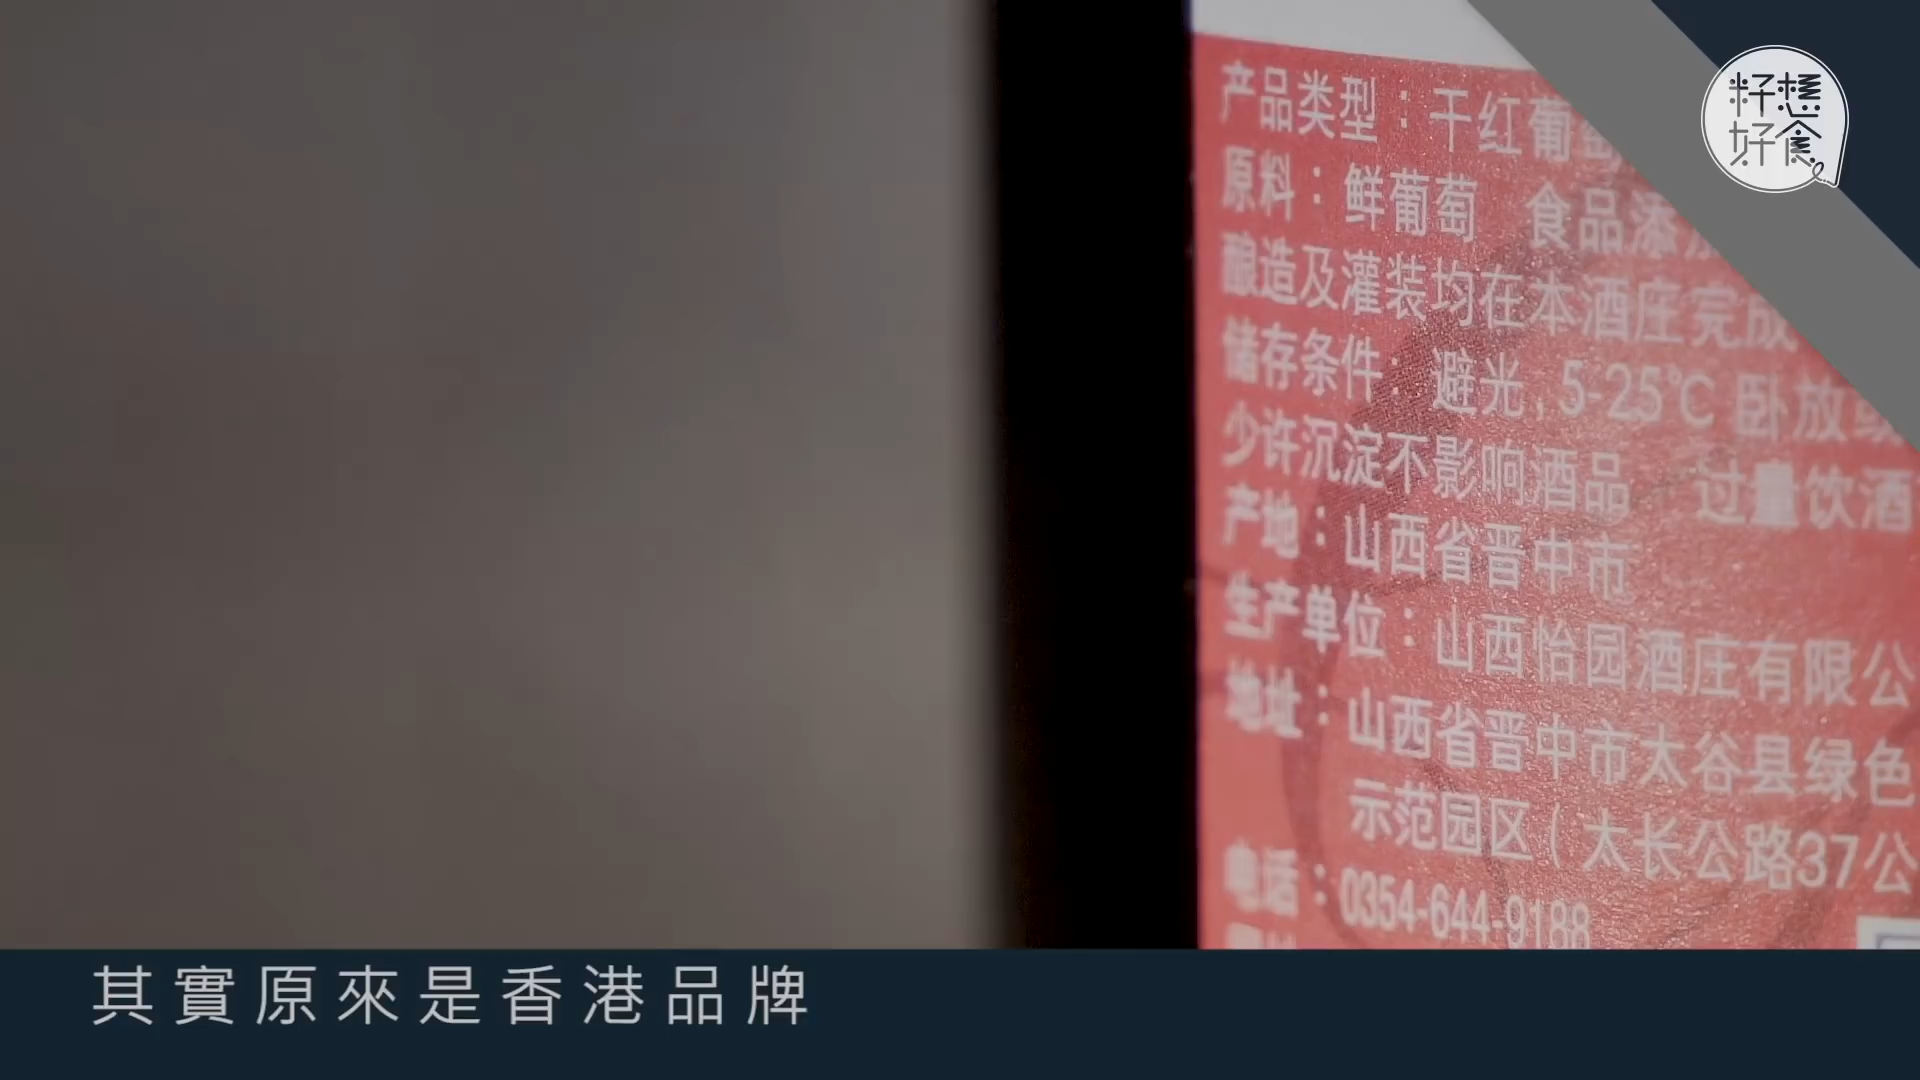 籽想
好食
产品类型：干红葡萄
原料：鲜葡萄 食品添
酿造及灌装均在本酒庄完成
储存条件：避光，5-25℃ 卧放
少许沉淀不影响酒品 过量饮酒
产地：山西省晋中市
生产单位：山西怡园酒庄有限公
地址：山西省晋中市太谷县绿色
示范园区（太长公路37公
电话：0354-644-9188
其實原來是香港品牌